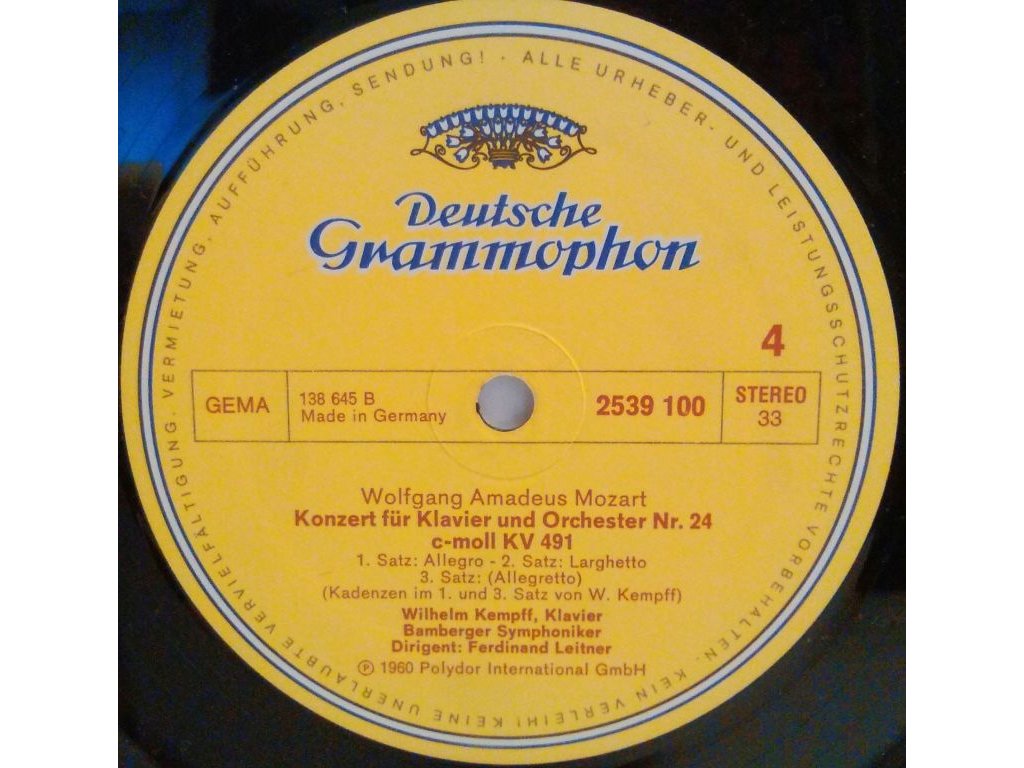 ALLE URHEBER- UND LEISTUNGSSCHUTZRECHTE VORBEHALTEN. KEIN VERLEIH! KEINE UNERLAUBTE VERVIELFÄLTIGUNG, VERMIETUNG, AUFFÜHRUNG, SENDUNG! ·
Deutsche
Grammophon
4
GEMA
138 645 B
Made in Germany
2539 100
STEREO
33
Wolfgang Amadeus Mozart
Konzert für Klavier und Orchester Nr. 24
c-moll KV 491
1. Satz: Allegro - 2. Satz: Larghetto
3. Satz: (Allegretto)
(Kadenzen im 1. und 3. Satz von W. Kempff)
Wilhelm Kempff, Klavier
Bamberger Symphoniker
Dirigent: Ferdinand Leitner
℗ 1960 Polydor International GmbH